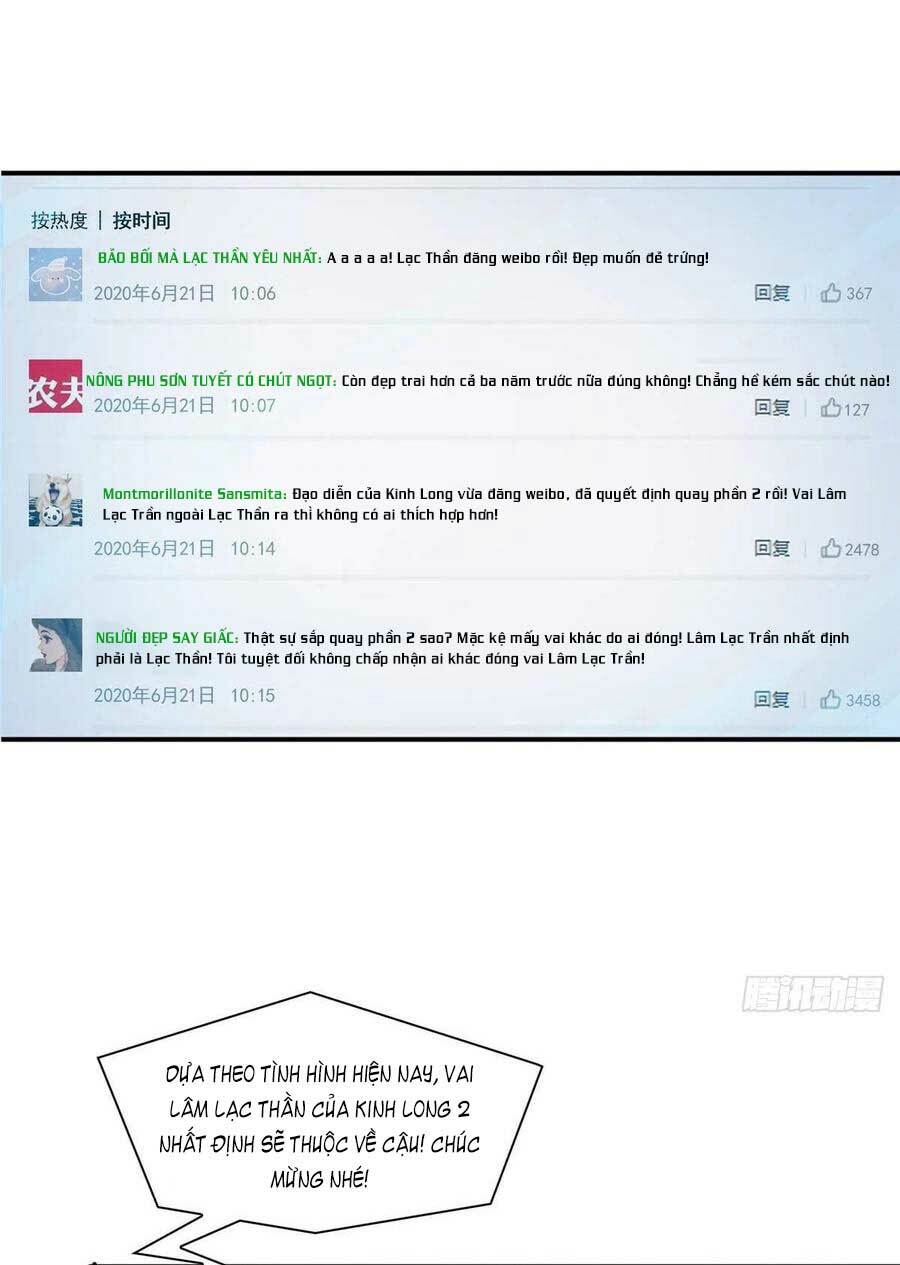 按热度 | 按时间
BẢO BỐI MÀ LẠC THẦN YÊU NHẤT: A a a a a! Lạc Thần đăng weibo rồi! Đẹp muốn đẻ trứng!
2020年6月21日 10:06 回复 367
农夫
NÔNG PHU SƠN TUYẾT CÓ CHÚT NGỌT: Còn đẹp trai hơn cả ba năm trước nữa đúng không! Chẳng hề kém sắc chút nào!
2020年6月21日 10:07 回复 127
Montmorillonite Sansmita: Đạo diễn của Kinh Long vừa đăng weibo, đã quyết định quay phần 2 rồi! Vai Lâm
Lạc Trần ngoài Lạc Thần ra thì không có ai thích hợp hơn!
2020年6月21日 10:14 回复 2478
NGƯỜI ĐẸP SAY GIẤC: Thật sự sắp quay phần 2 sao? Mặc kệ mấy vai khác do ai đóng! Lâm Lạc Trần nhất định
phải là Lạc Thần! Tôi tuyệt đối không chấp nhận ai khác đóng vai Lâm Lạc Trần!
2020年6月21日 10:15 回复 3458
腾讯动漫
DỰA THEO TÌNH HÌNH HIỆN NAY, VAI
LÂM LẠC THẦN CỦA KINH LONG 2
NHẤT ĐỊNH SẼ THUỘC VỀ CẬU! CHÚC
MỪNG NHÉ!